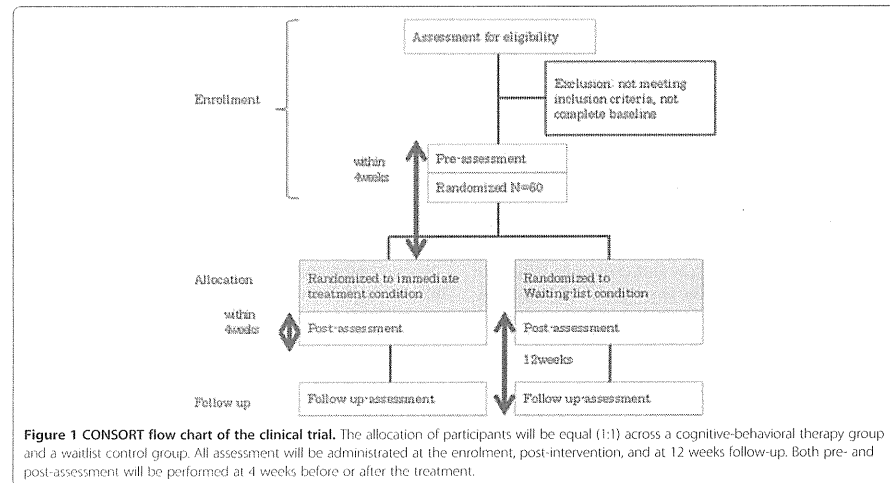 Assessment for eligibility
Enrollment
Exclusion: not meeting
inclusion criteria, not
complete baseline
within
4weeks
Pre-assessment
Randomized N=60
Allocation
Randomized to immediate
treatment condition
Randomized to
Waiting-list condition
within
4weeks
Post-assessment
Post-assessment
12weeks
Follow up
Follow up-assessment
Follow up-assessment
Figure 1 CONSORT flow chart of the clinical trial. The allocation of participants will be equal (1:1) across a cognitive-behavioral therapy group
and a waitlist control group. All assessment will be administrated at the enrolment, post-intervention, and at 12 weeks follow-up. Both pre- and
post-assessment will be performed at 4 weeks before or after the treatment.